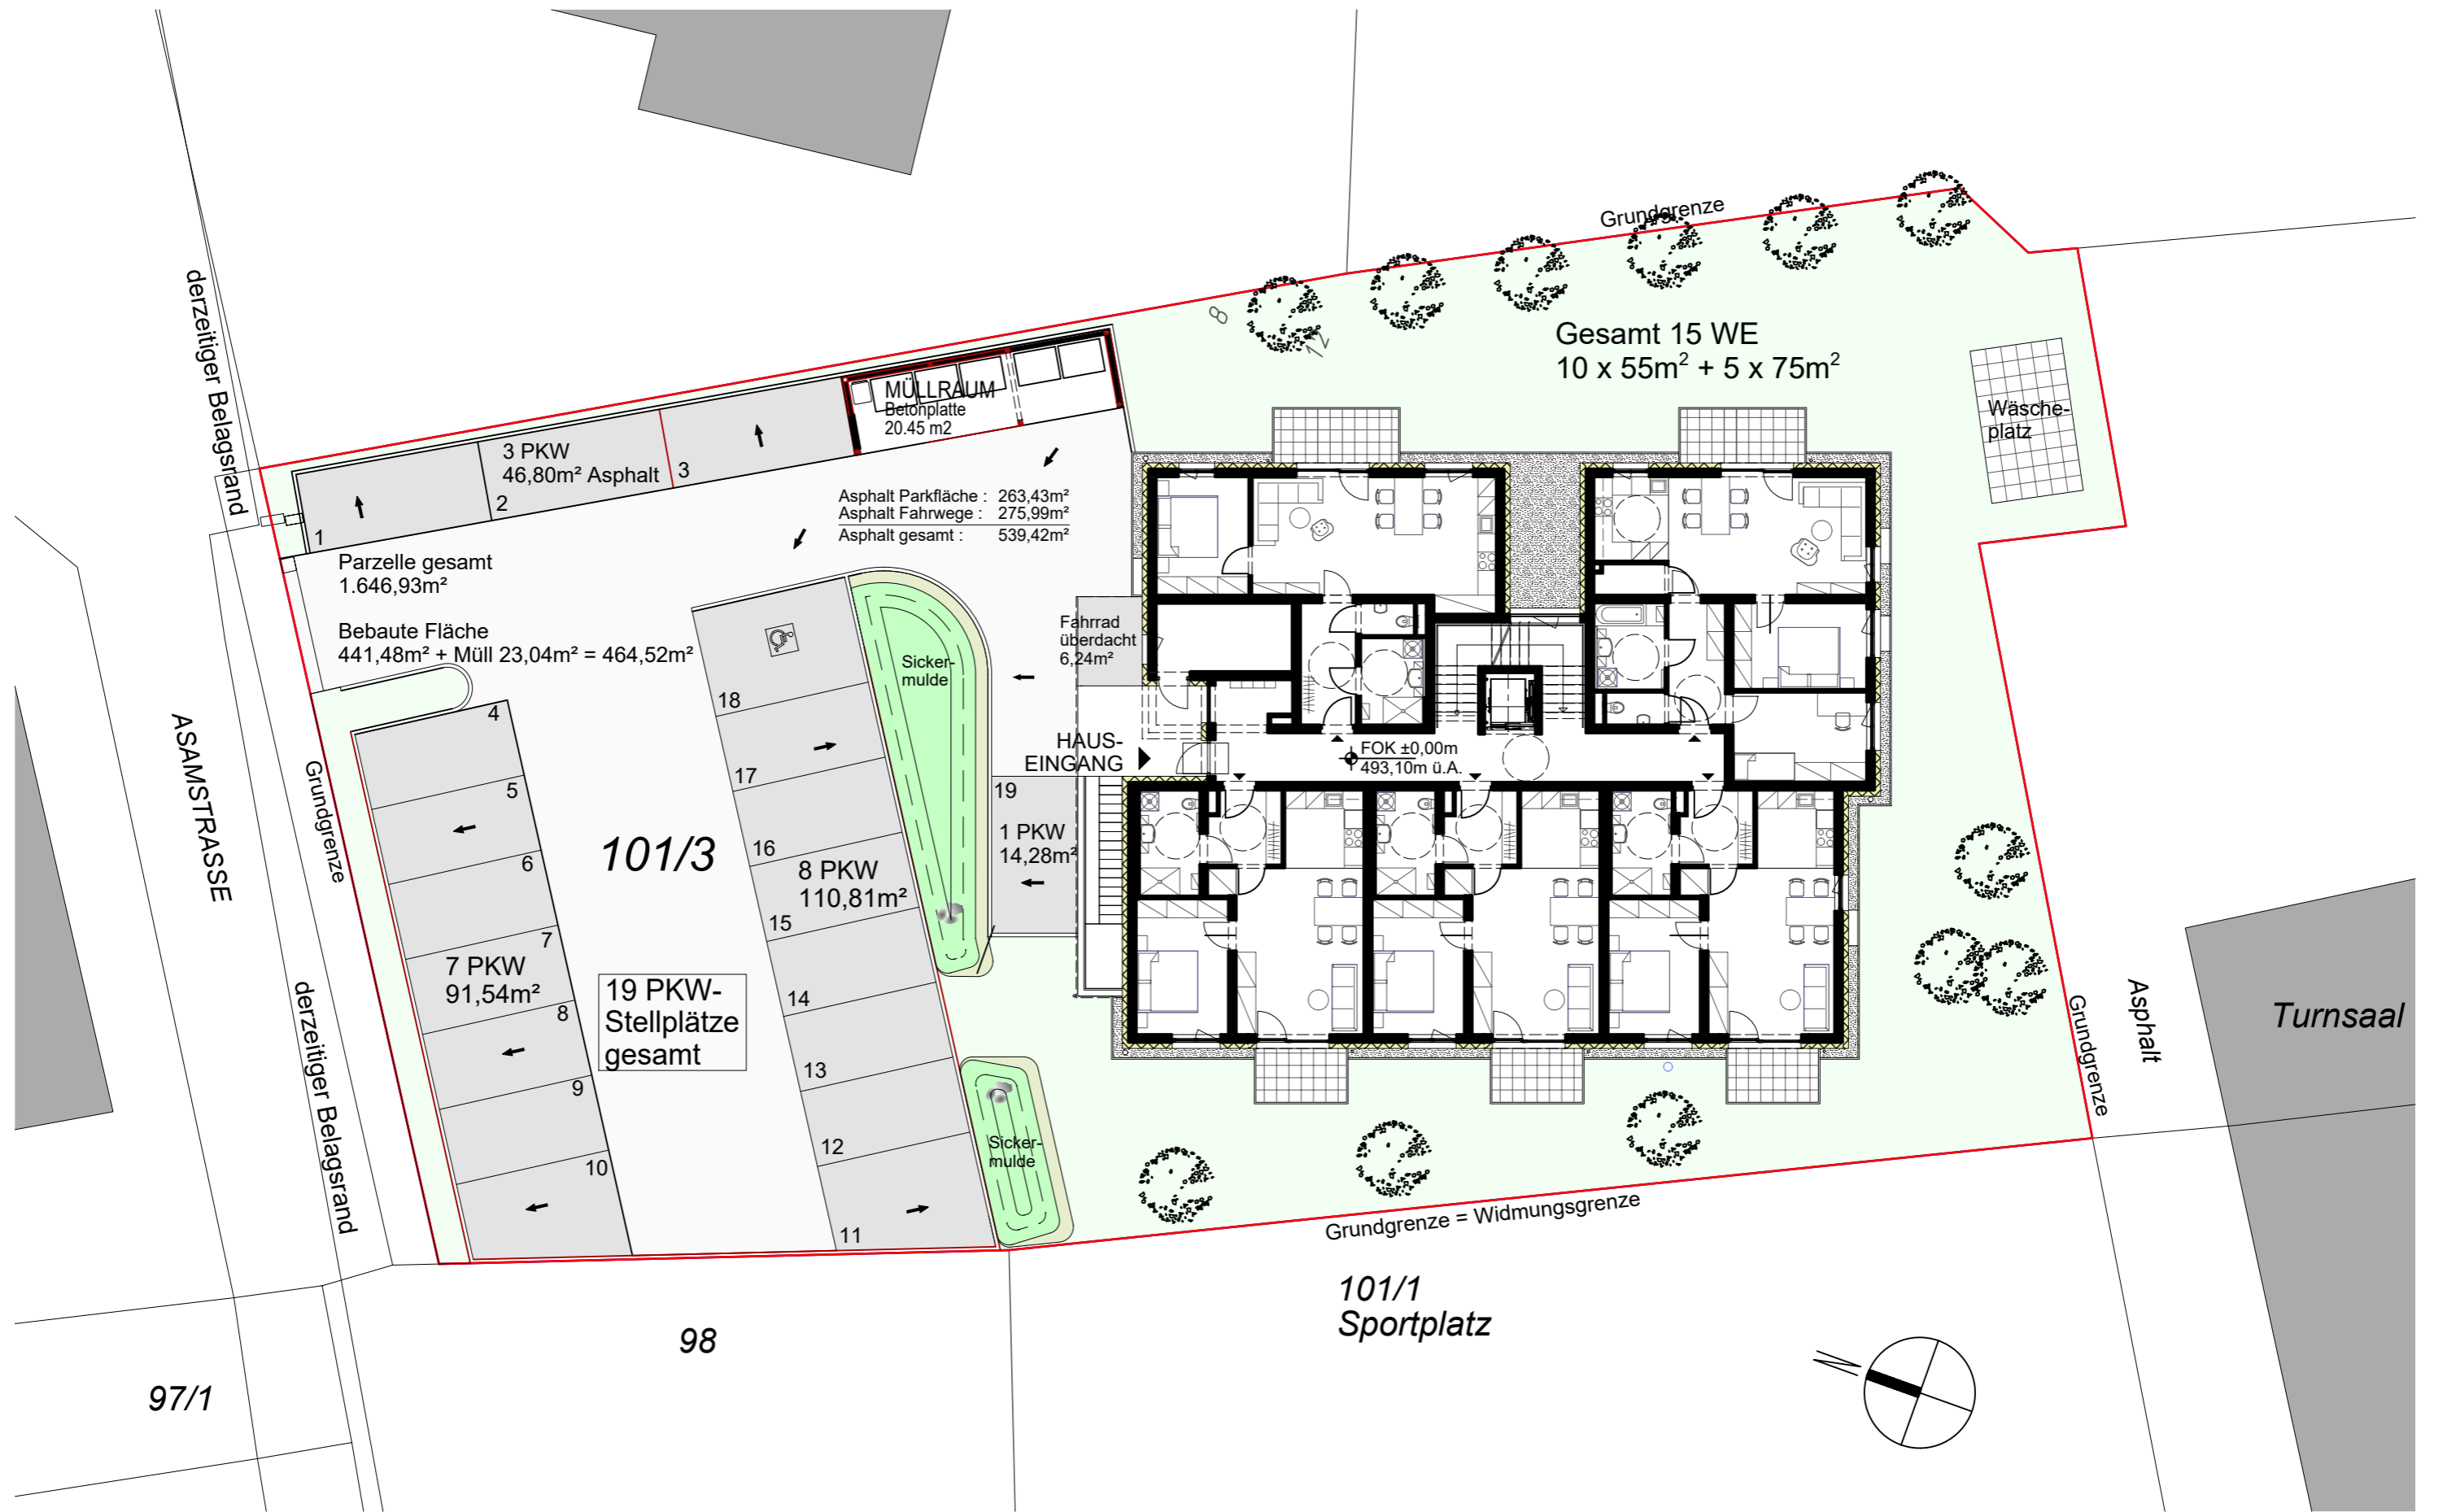 Grundgrenze
derzeitiger Belagsrand
8
12
Gesamt 15 WE
10 x 55m² + 5 x 75m²
MÜLLRAUM
Betonplatte
20.45 m2
Wäsche-
platz
3 PKW
46,80m² Asphalt
1
2
3
Asphalt Parkfläche : 263,43m²
Asphalt Fahrwege : 275,99m²
Asphalt gesamt : 539,42m²
Parzelle gesamt
1.646,93m²
Bebaute Fläche
441,48m² + Müll 23,04m² = 464,52m²
Fahrrad
überdacht
6,24m²
Sicker-
mulde
18
4
ASAMSTRASSE
Grundgrenze
HAUS-
EINGANG
FOK ±0,00m
493,10m ü.A.
17
5
19
1 PKW
14,28m²
101/3
16
6
8 PKW
110,81m²
15
7
7 PKW
91,54m²
19 PKW-
Stellplätze
gesamt
14
8
derzeitiger Belagsrand
13
9
12
10
11
Sicker-
mulde
Grundgrenze
Asphalt
Turnsaal
Grundgrenze = Widmungsgrenze
101/1
Sportplatz
98
97/1
N